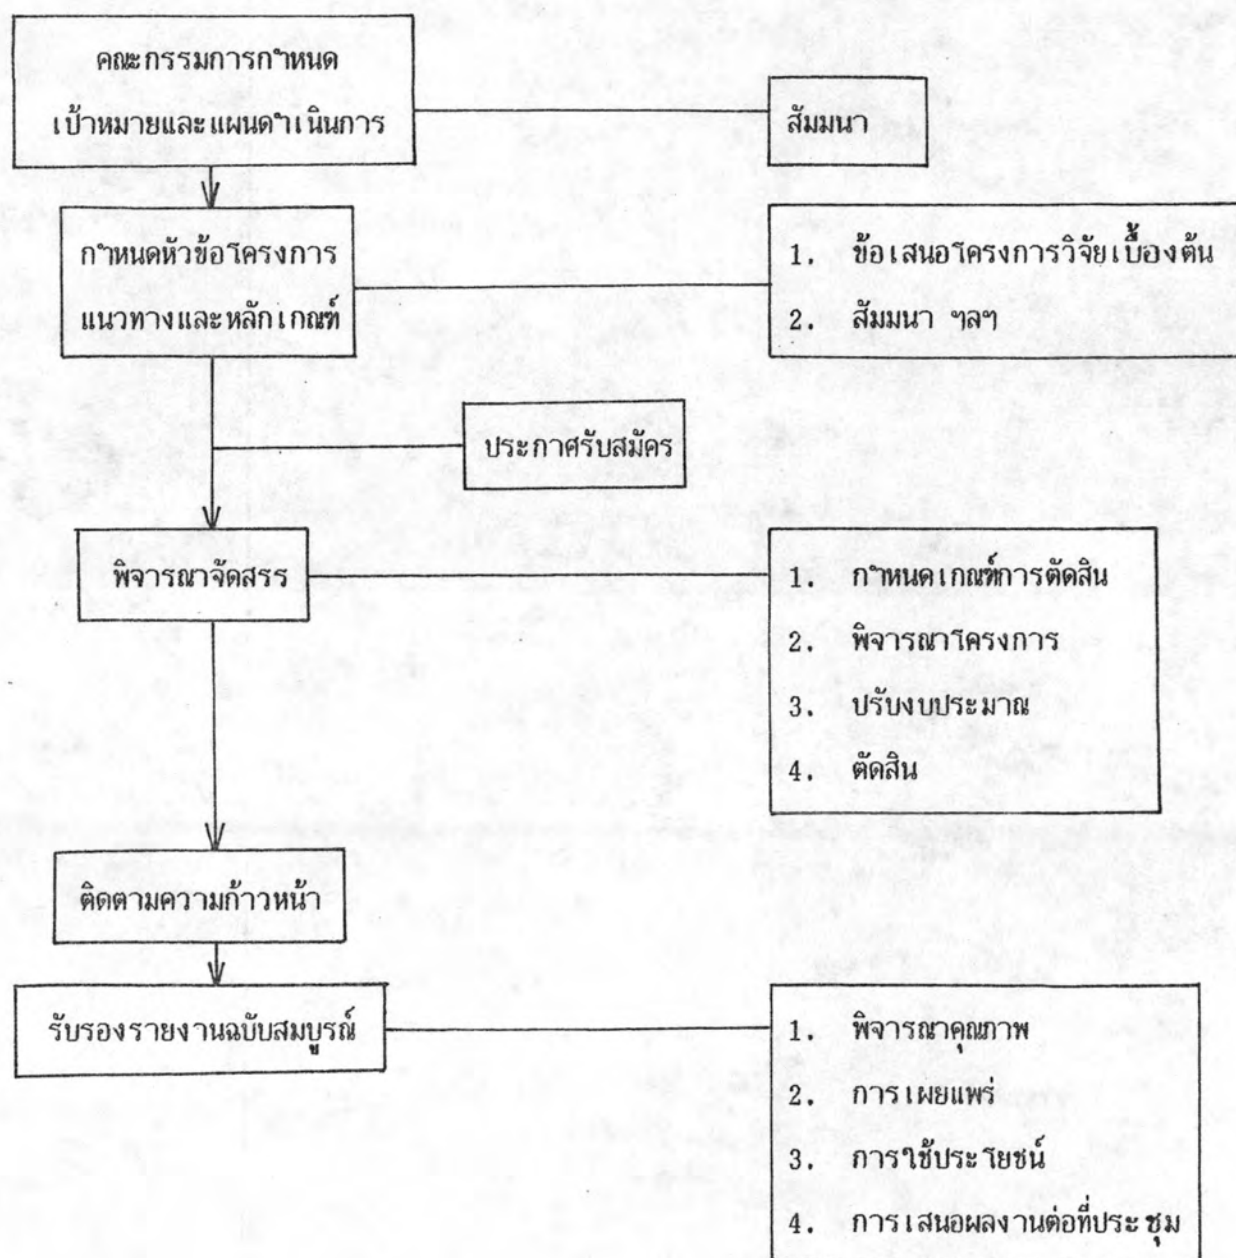 คณะกรรมการกำหนด
เป้าหมายและแผนดำเนินการ
สัมมนา
กำหนดหัวข้อโครงการ
แนวทางและหลักเกณฑ์
1. ข้อเสนอโครงการวิจัยเบื้องต้น
2. สัมมนา ฯลฯ
ประกาศรับสมัคร
พิจารณาจัดสรร
1. กำหนดเกณฑ์การตัดสิน
2. พิจารณาโครงการ
3. ปรับงบประมาณ
4. ตัดสิน
ติดตามความก้าวหน้า
รับรองรายงานฉบับสมบูรณ์
1. พิจารณาคุณภาพ
2. การเผยแพร่
3. การใช้ประโยชน์
4. การเสนอผลงานต่อที่ประชุม